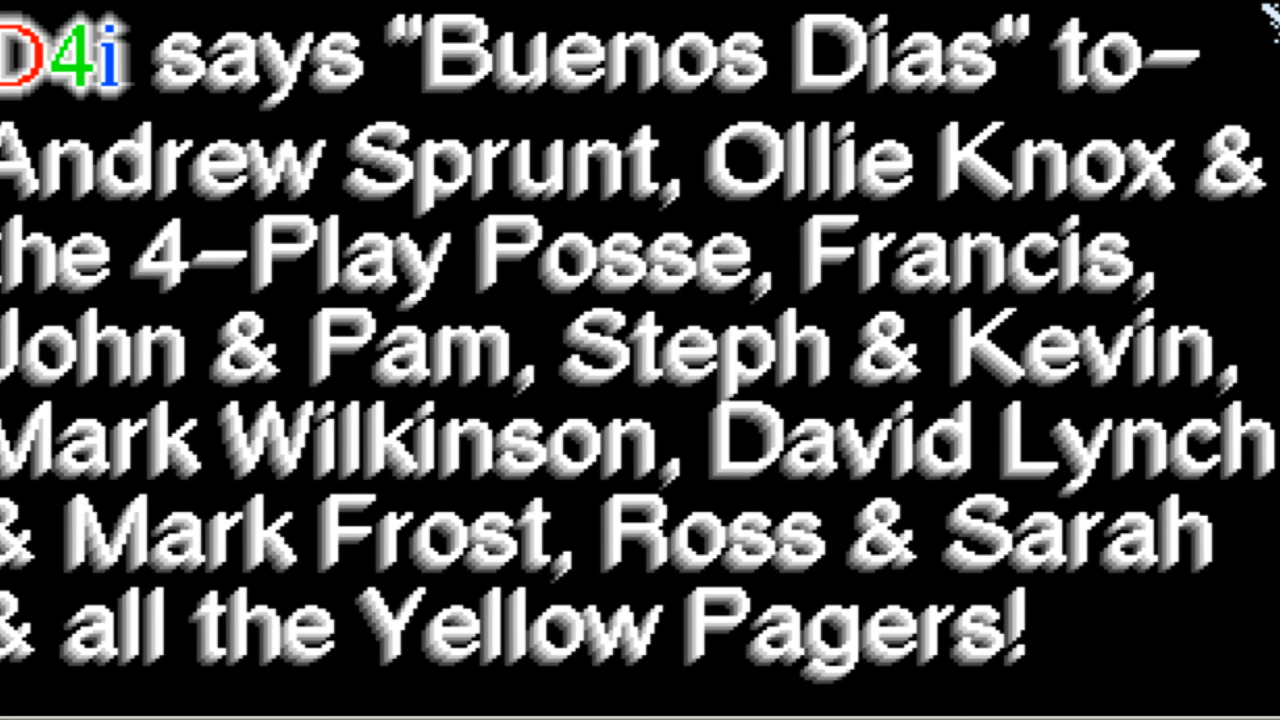 D4i says "Buenos Dias" to-
Andrew Sprunt, Ollie Knox &
the 4-Play Posse, Francis,
John & Pam, Steph & Kevin,
Mark Wilkinson, David Lynch
& Mark Frost, Ross & Sarah
& all the Yellow Pagers!